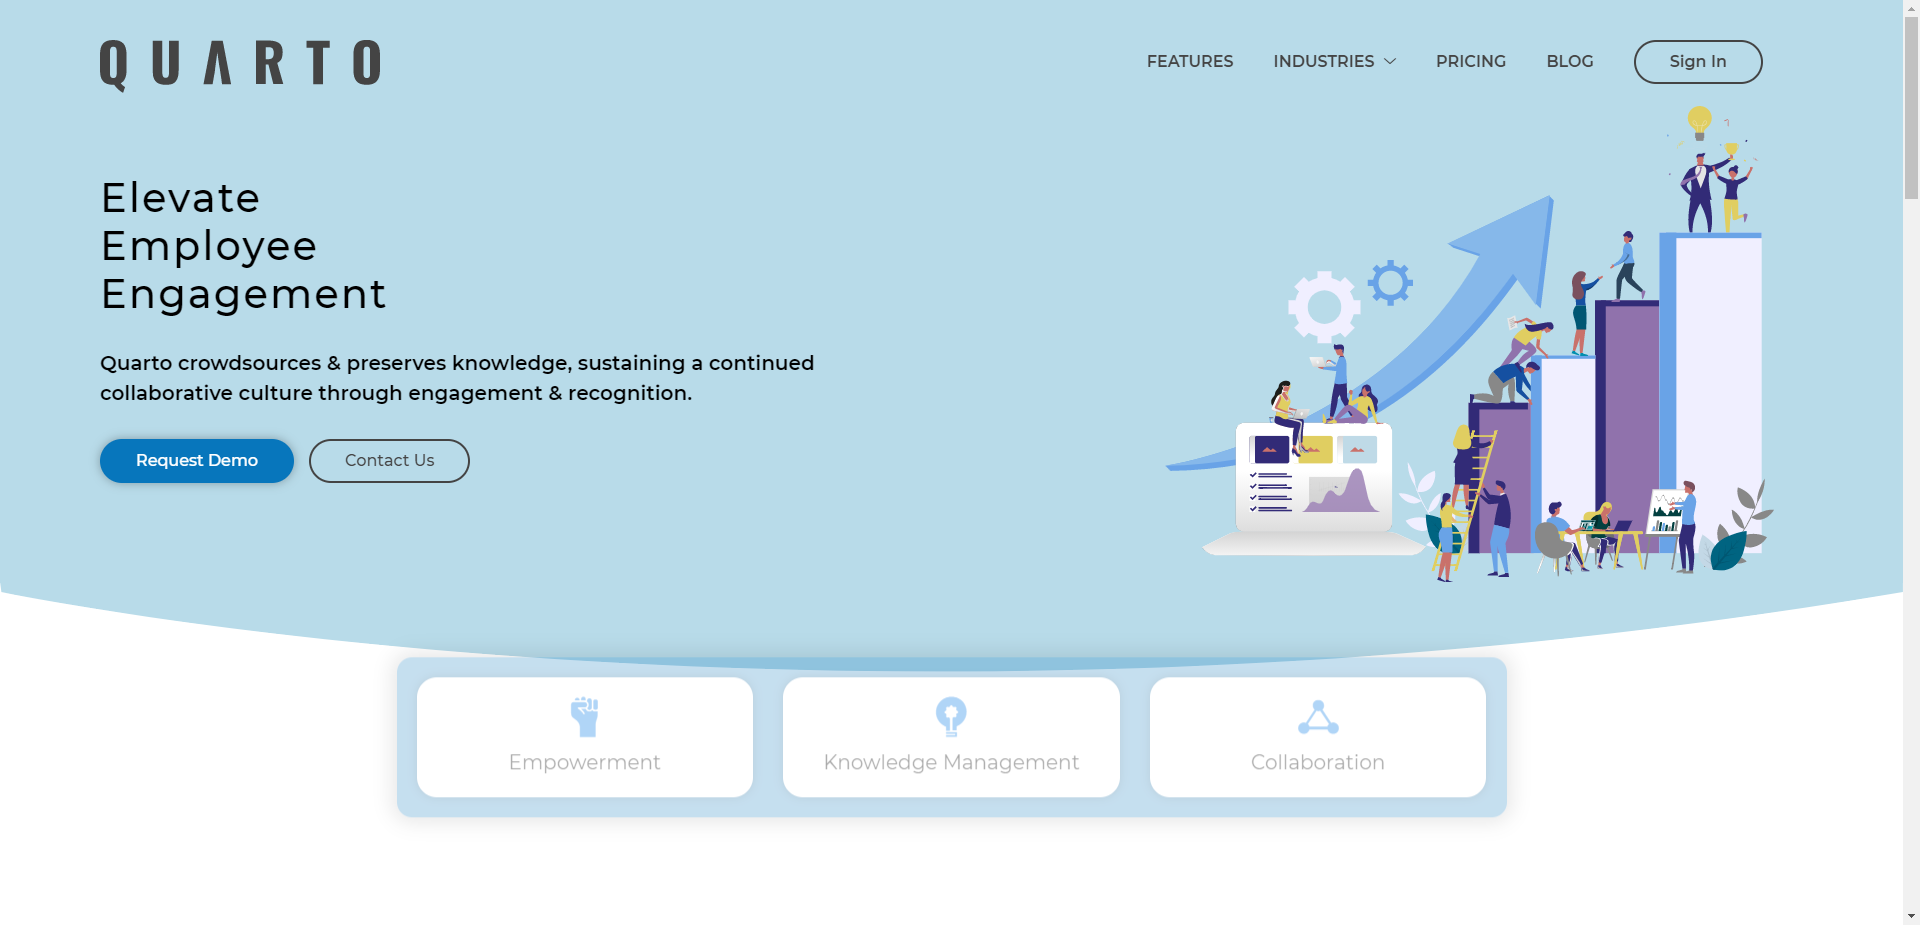 QUARTO
FEATURES
INDUSTRIES
PRICING
BLOG
Sign In
Elevate
Employee
Engagement
Quarto crowdsources & preserves knowledge, sustaining a continued
collaborative culture through engagement & recognition.
Request Demo
Contact Us
Empowerment
Knowledge Management
Collaboration